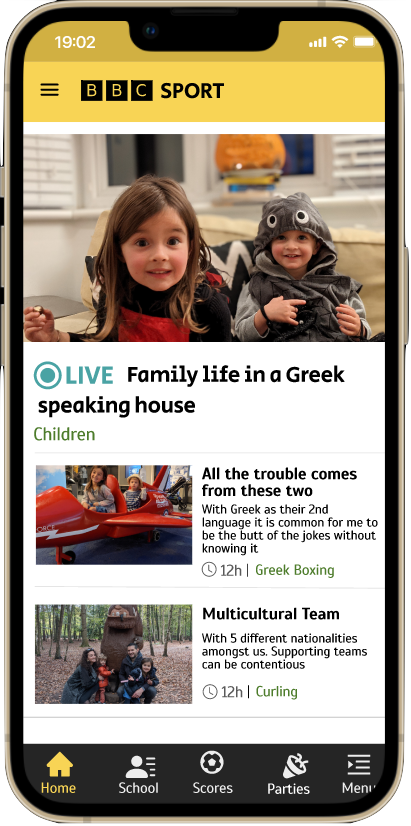 19:02
BBC SPORT
LIVE Family life in a Greek
speaking house
Children
All the trouble comes
from these two
With Greek as their 2nd
language it is common for me to
be the butt of the jokes without
knowing it
12h | Greek Boxing
Multicultural Team
With 5 different nationalities
amongst us. Supporting teams
can be contentious
12h | Curling
Home School Scores Parties Menu